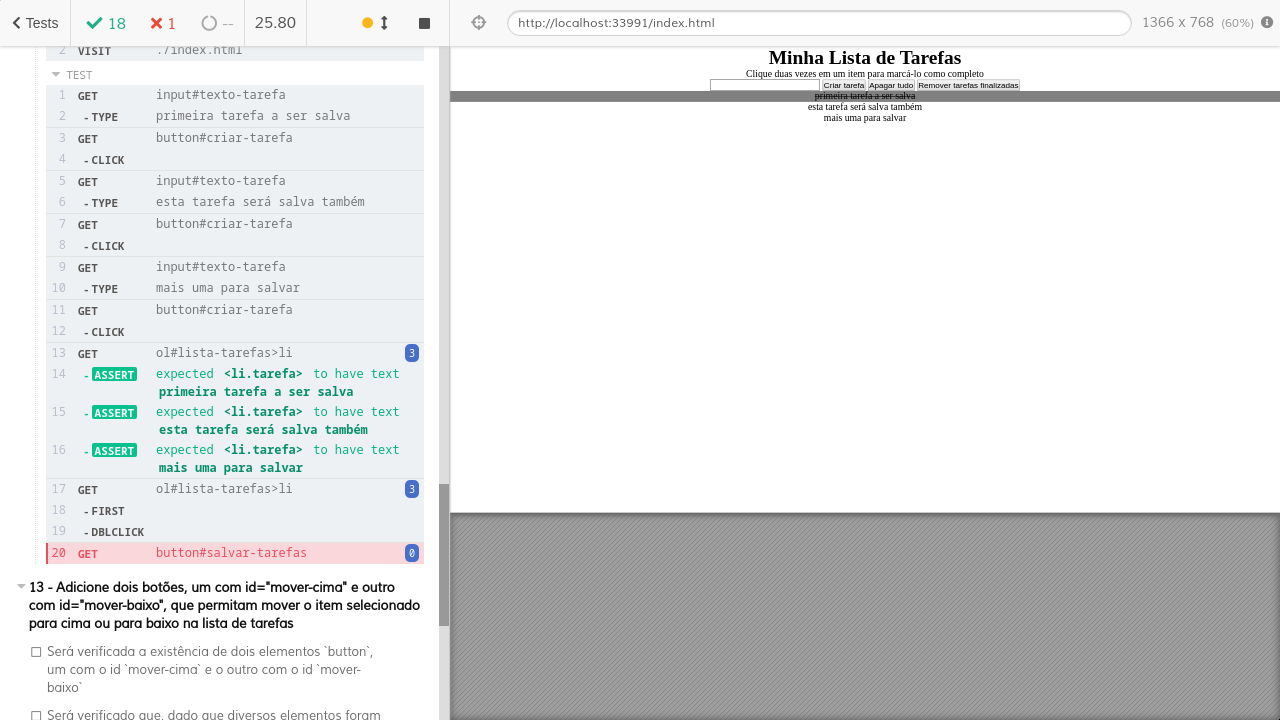 Tests 18 1 -- 25.80
http://localhost:33991/index.html 1366 x 768 (60%)
2 VISIT ./index.html
TEST
1 GET input#texto-tarefa
2 -TYPE primeira tarefa a ser salva
3 GET button#criar-tarefa
4 -CLICK
5 GET input#texto-tarefa
6 -TYPE esta tarefa será salva também
7 GET button#criar-tarefa
8 -CLICK
9 GET input#texto-tarefa
10 -TYPE mais uma para salvar
11 GET button#criar-tarefa
12 -CLICK
13 GET ol#lista-tarefas>li 3
14 -ASSERT expected <li.tarefa> to have text
primeira tarefa a ser salva
15 -ASSERT expected <li.tarefa> to have text
esta tarefa será salva também
16 -ASSERT expected <li.tarefa> to have text
mais uma para salvar
17 GET ol#lista-tarefas>li 3
18 -FIRST
19 -DBLCLICK
20 GET button#salvar-tarefas 0
13 - Adicione dois botões, um com id="mover-cima" e outro
com id="mover-baixo", que permitam mover o item selecionado
para cima ou para baixo na lista de tarefas
Será verificada a existência de dois elementos `button`,
um com o id `mover-cima` e o outro com o id `mover-
baixo`
Será verificado que, dado que diversos elementos foram
Minha Lista de Tarefas
Clique duas vezes em um item para marcá-lo como completo
Criar tarefa Apagar tudo Remover tarefas finalizadas
primeira tarefa a ser salva
esta tarefa será salva também
mais uma para salvar